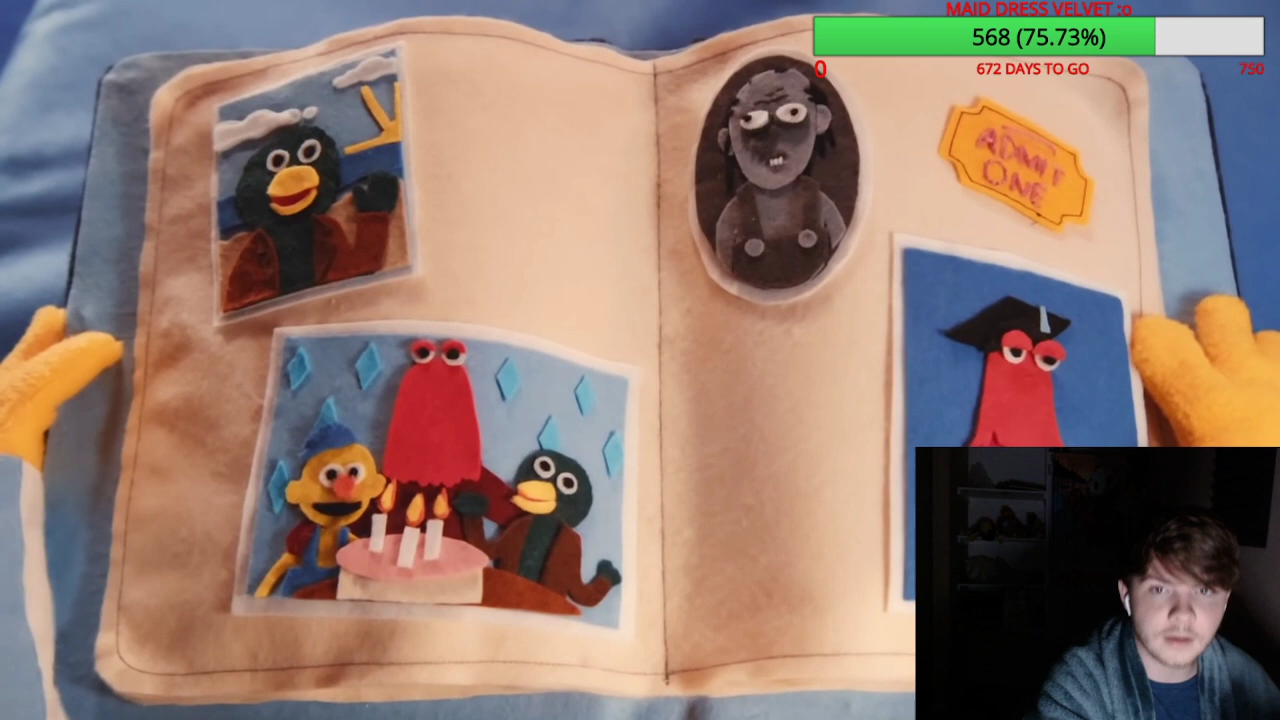 MAID DRESS VELVET :o
568 (75.73%)
0
672 DAYS TO GO
750
ADMIT
ONE